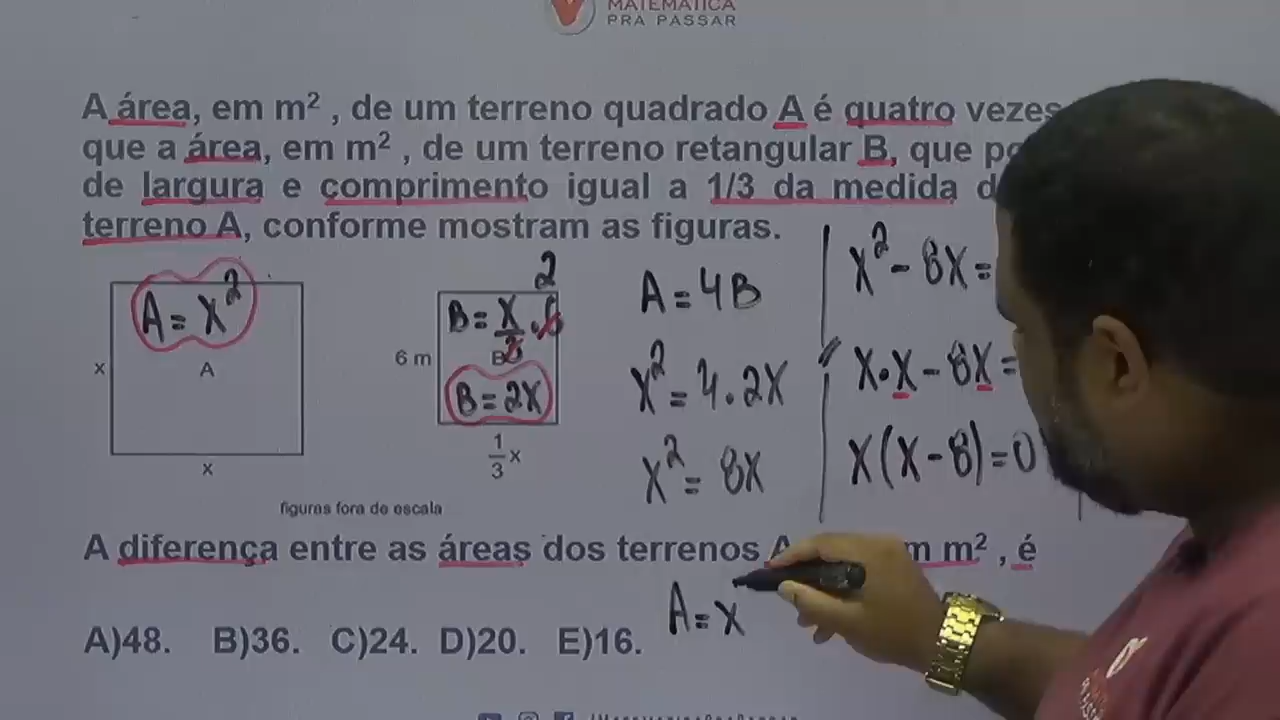 MATEMÁTICA
PRA PASSAR
A área, em m², de um terreno quadrado A é quatro vezes
que a área, em m², de um terreno retangular B, que
de largura e comprimento igual a 1/3 da medida
terreno A, conforme mostram as figuras.
A = x²
x
A
x
B = x/3 . 6 2
6 m
B
B = 2x
1/3 x
figuras fora de escala
A = 4B
x² = 4.2x
x² = 8x
x² - 8x =
x•x - 8x =
x(x-8)=0
A diferença entre as áreas dos terrenos A m m², é
A = x
A)48. B)36. C)24. D)20. E)16.